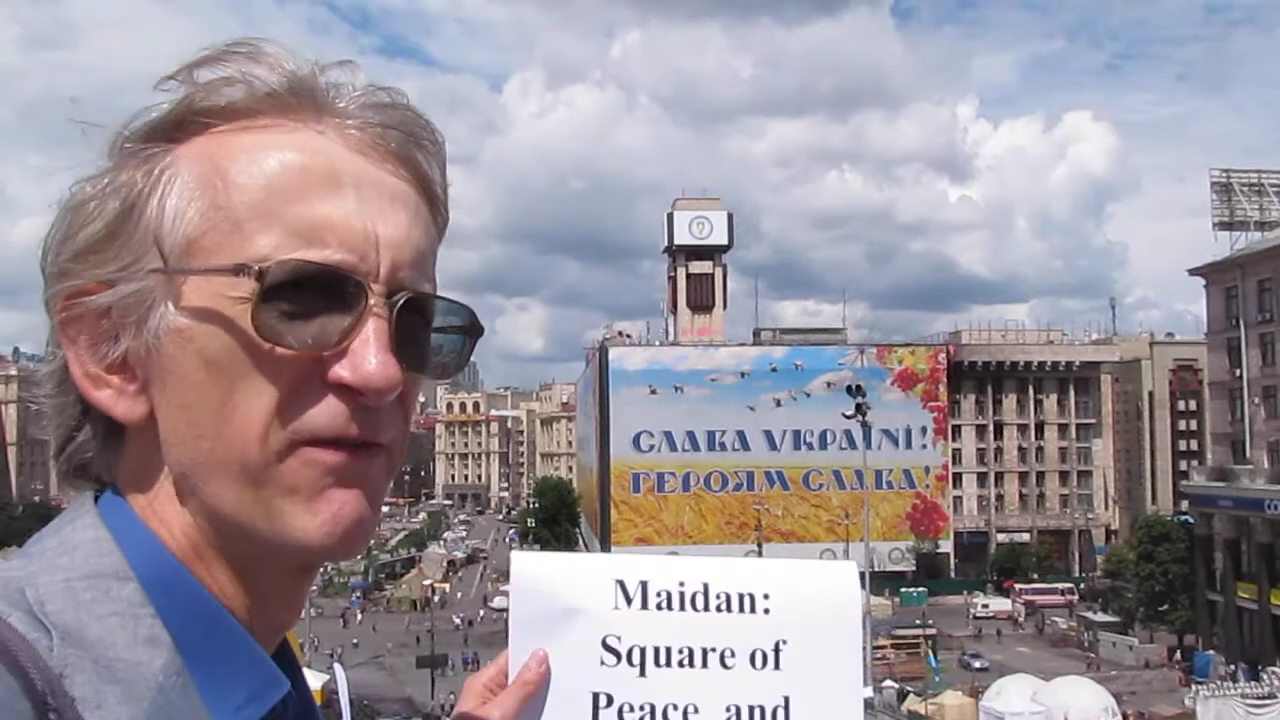 СЛАВА УКРАЇНІ!
ГЕРОЯМ СЛАВА!
Maidan:
Square of
Peace, and